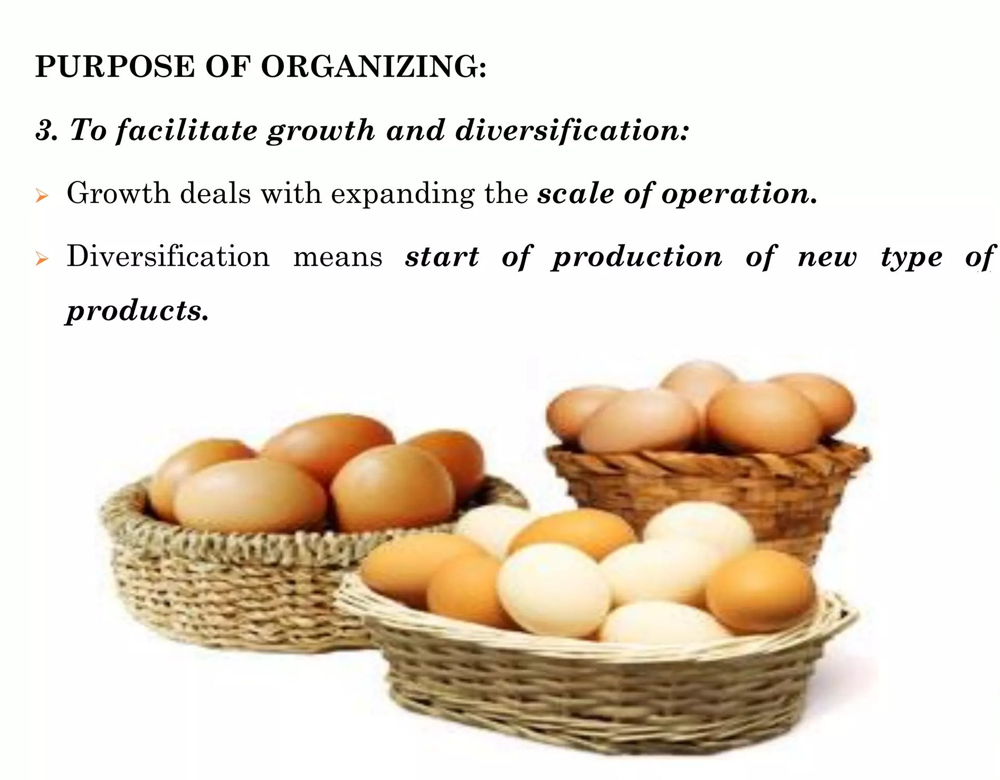 PURPOSE OF ORGANIZING:
3. To facilitate growth and diversification:
➢ Growth deals with expanding the scale of operation.
➢ Diversification means start of production of new type of
products.